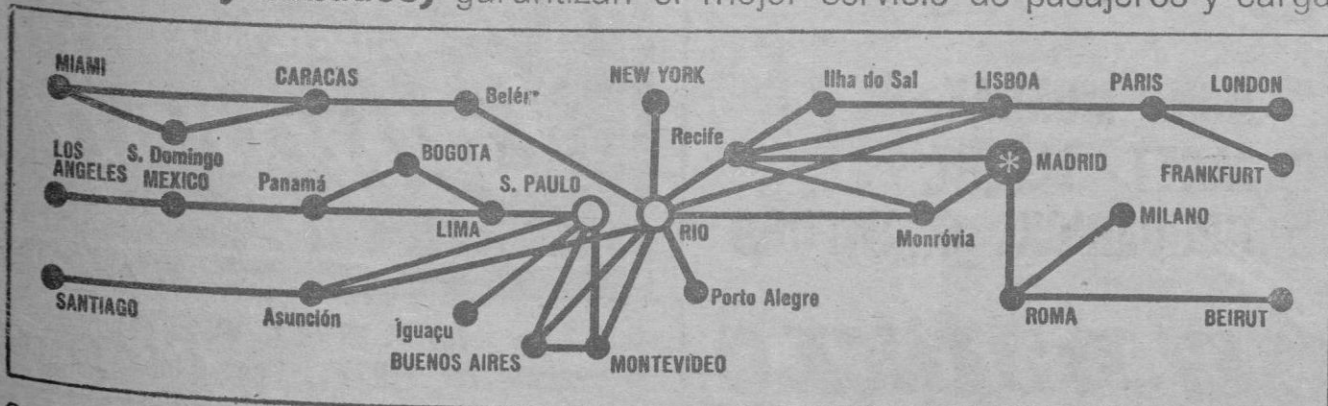 garantizan el mejor servicio de pasajeros y carga
MIAMI
CARACAS
NEW YORK
Ilha do Sal
LISBOA
PARIS
LONDON
Belém
Recife
LOS
ANGELES
S. Domingo
MEXICO
BOGOTA
Panamá
S. PAULO
MADRID
FRANKFURT
LIMA
RIO
Monróvia
MILANO
SANTIAGO
Asunción
Iguaçu
Porto Alegre
ROMA
BEIRUT
BUENOS AIRES
MONTEVIDEO